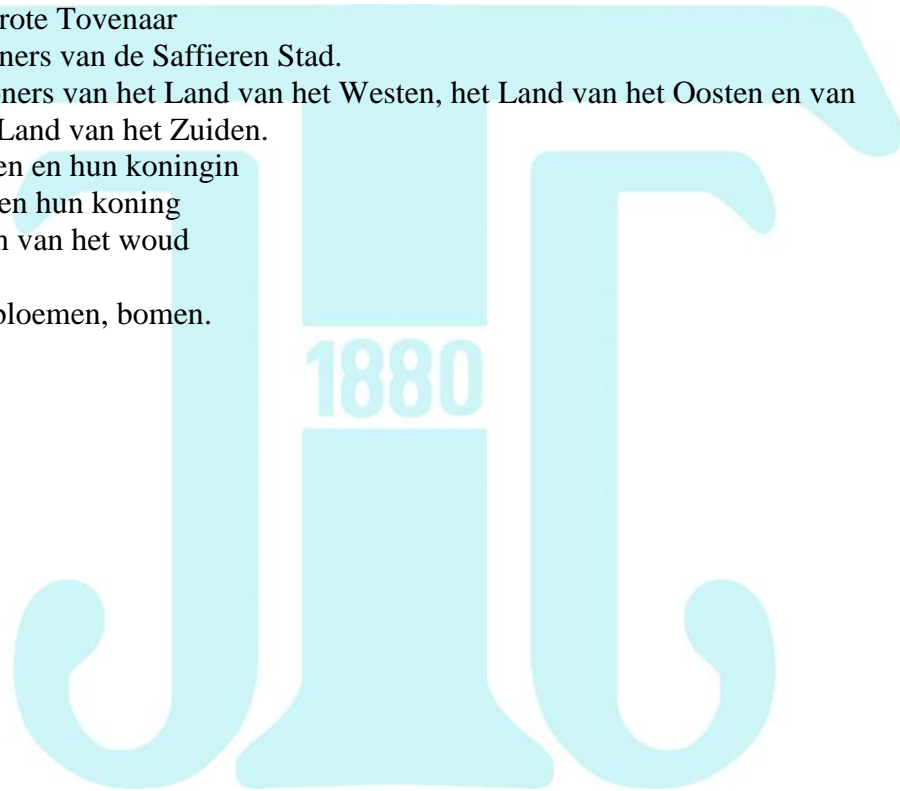 rote Tovenaar
ners van de Saffieren Stad.
ners van het Land van het Westen, het Land van het Oosten en van
Land van het Zuiden.
en en hun koningin
en hun koning
n van het woud
bloemen, bomen.
1880